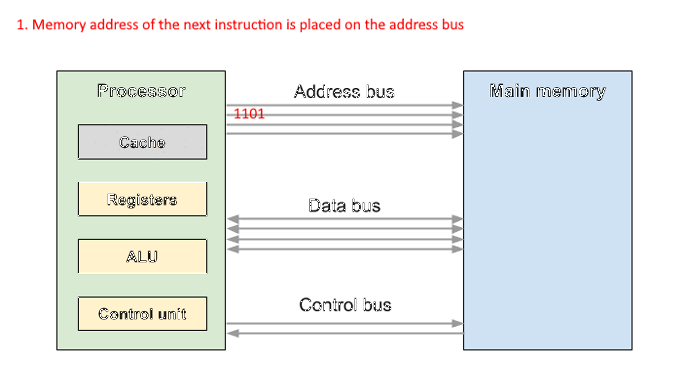 1. Memory address of the next instruction is placed on the address bus
Processor
Address bus
Main memory
1101
Cache
Registers
Data bus
ALU
Control bus
Control unit